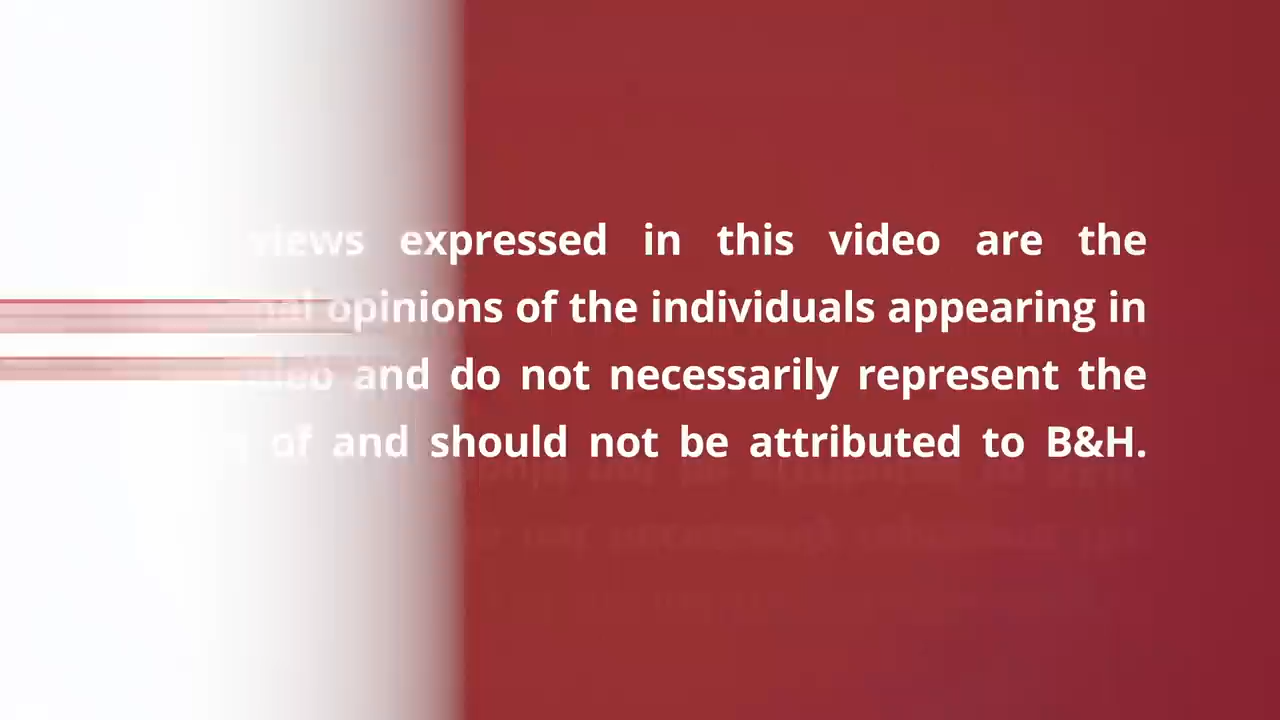 views expressed in this video are the
opinions of the individuals appearing in
video and do not necessarily represent the
of and should not be attributed to B&H.